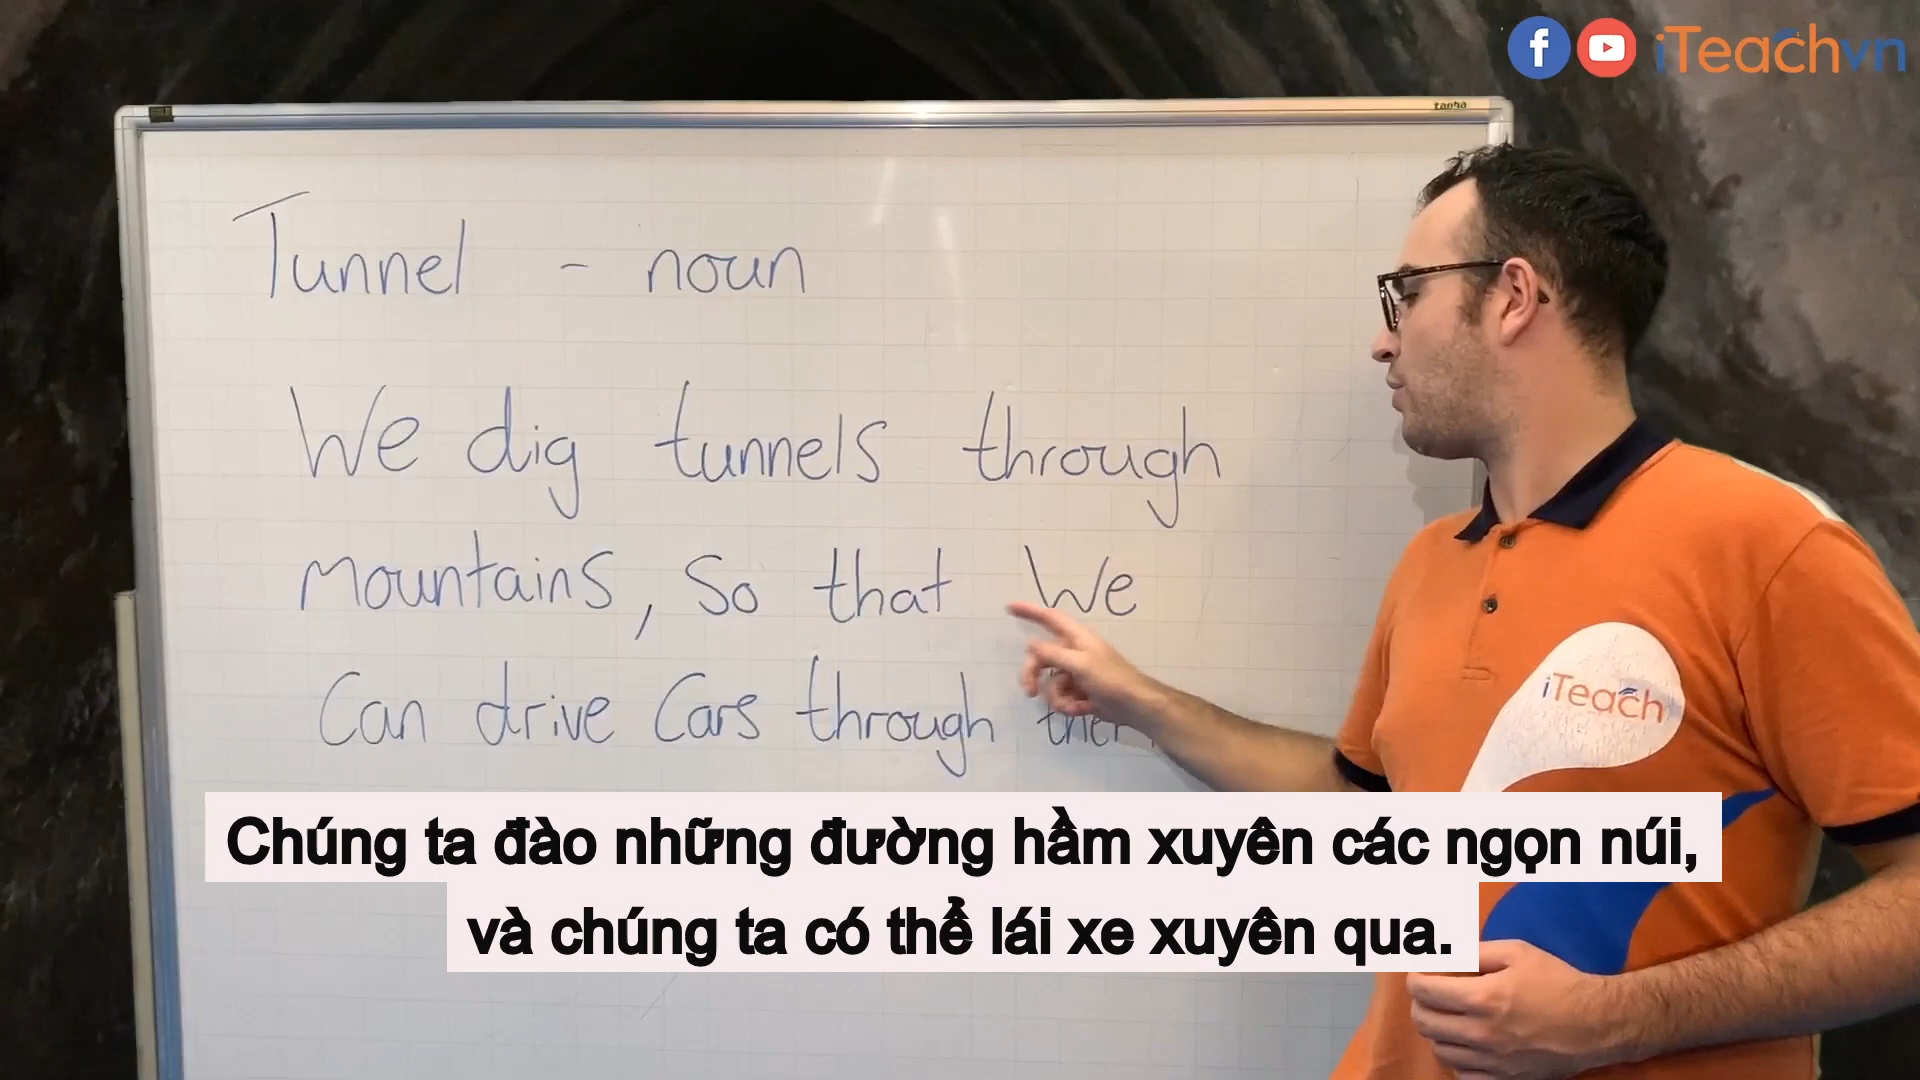 iTeachvn
taoha
Tunnel - noun
We dig tunnels through
mountains, So that We
Can drive Cars through
iTeach
Chúng ta đào những đường hầm xuyên các ngọn núi,
và chúng ta có thể lái xe xuyên qua.